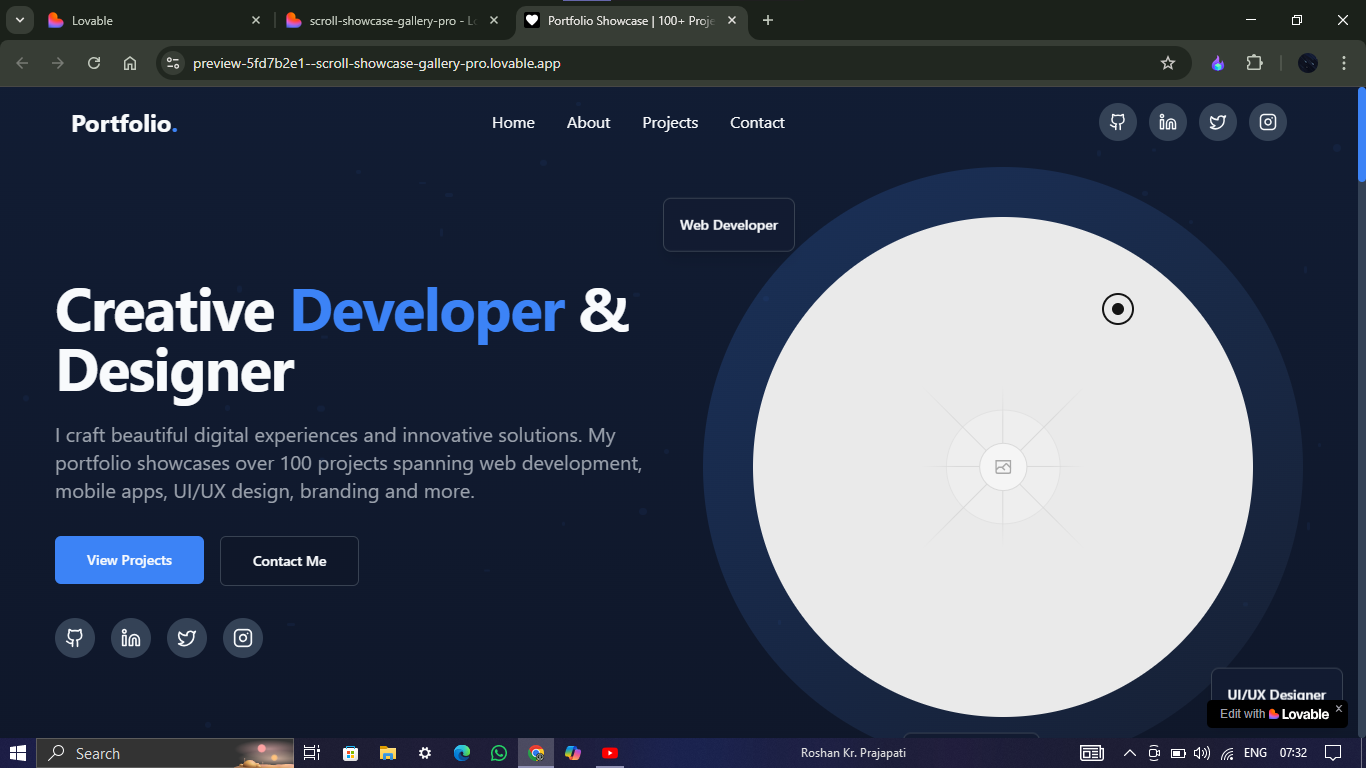 Lovable
scroll-showcase-gallery-pro - Lo
Portfolio Showcase | 100+ Proje
preview-5fd7b2e1--scroll-showcase-gallery-pro.lovable.app
Portfolio.
Home
About
Projects
Contact
Web Developer
Creative Developer &
Designer
I craft beautiful digital experiences and innovative solutions. My
portfolio showcases over 100 projects spanning web development,
mobile apps, UI/UX design, branding and more.
View Projects
Contact Me
UI/UX Designer
Edit with Lovable
Search
Roshan Kr. Prajapati
ENG
07:32